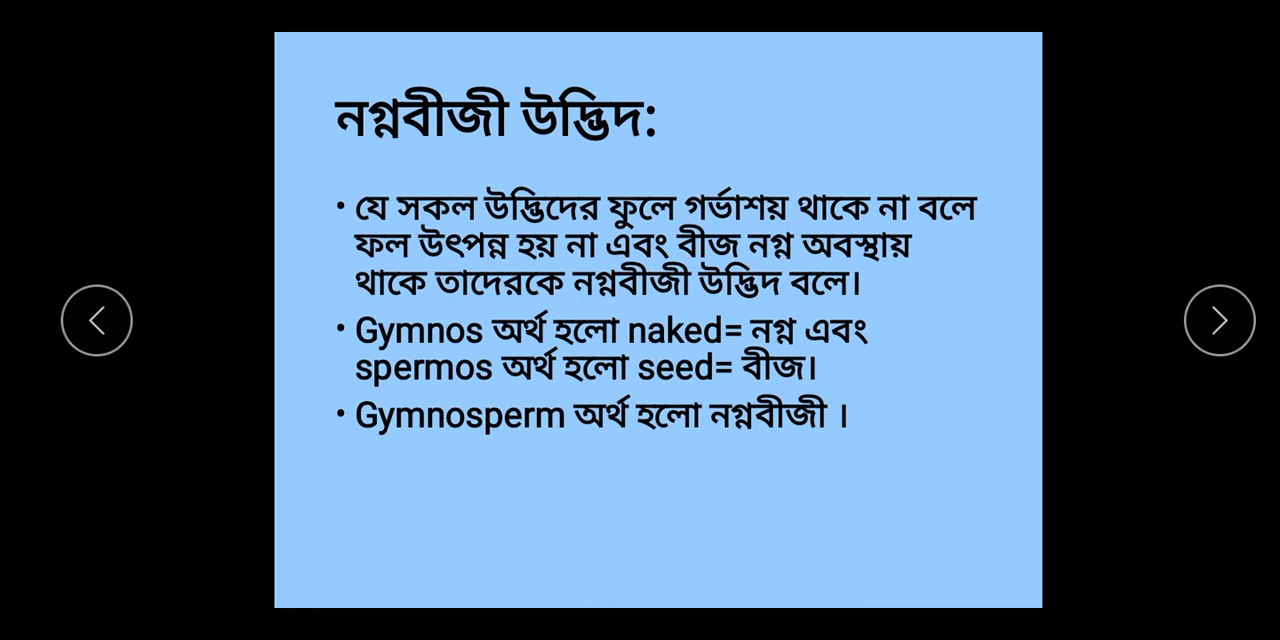 নগ্নবীজী উদ্ভিদ:
• যে সকল উদ্ভিদের ফুলে গর্ভাশয় থাকে না বলে
ফল উৎপন্ন হয় না এবং বীজ নগ্ন অবস্থায়
থাকে তাদেরকে নগ্নবীজী উদ্ভিদ বলে।
• Gymnos অর্থ হলো naked= নগ্ন এবং
spermos অর্থ হলো seed= বীজ।
• Gymnosperm অর্থ হলো নগ্নবীজী ।